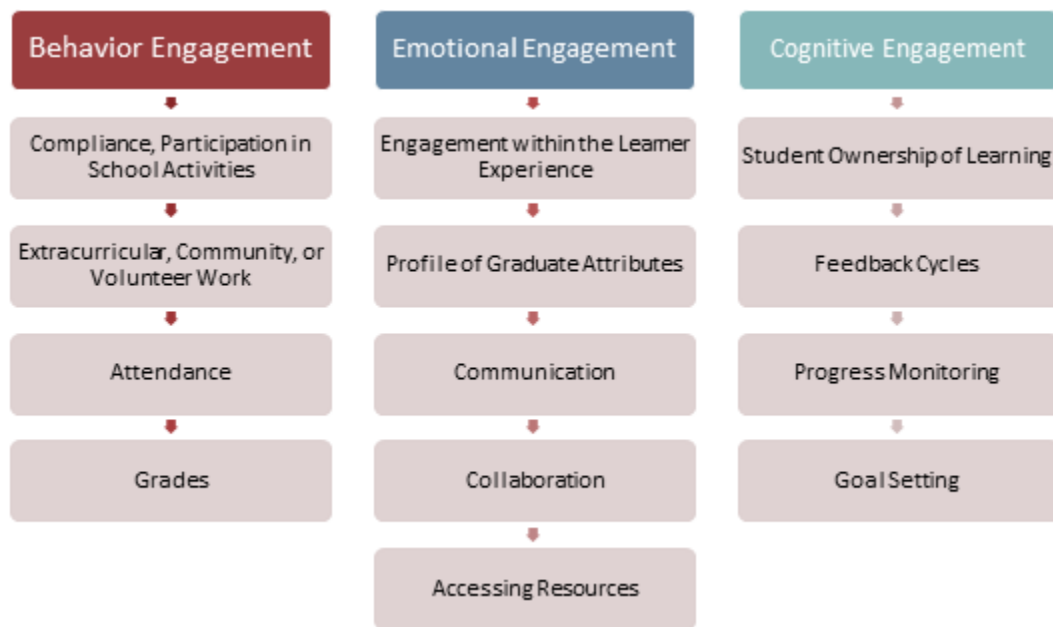 Behavior Engagement
Compliance, Participation in
School Activities
Extracurricular, Community, or
Volunteer Work
Attendance
Grades
Emotional Engagement
Engagement within the Learner
Experience
Profile of Graduate Attributes
Communication
Collaboration
Accessing Resources
Cognitive Engagement
Student Ownership of Learning
Feedback Cycles
Progress Monitoring
Goal Setting